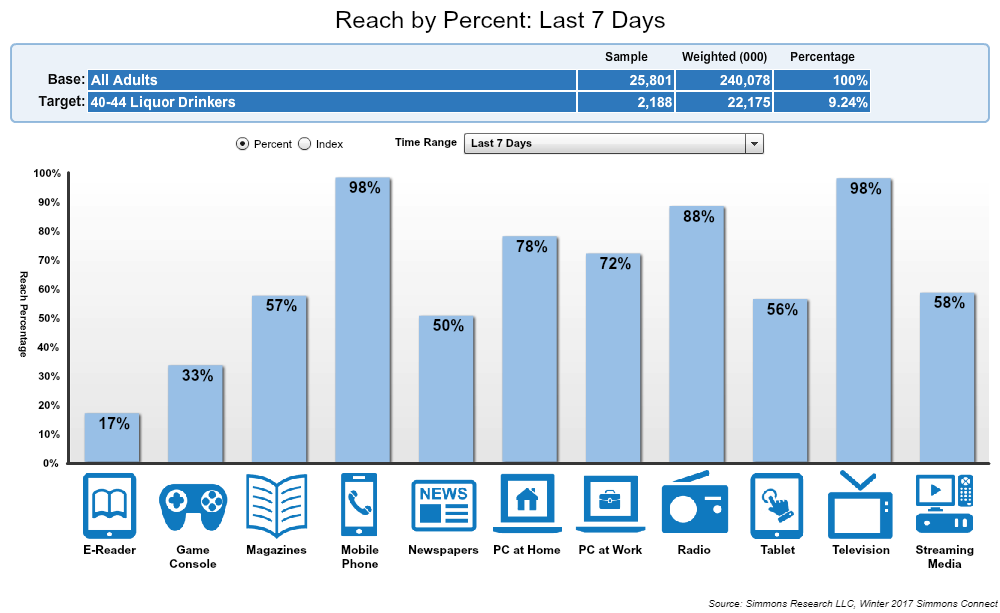 Reach by Percent: Last 7 Days
Sample Weighted (000) Percentage
Base: All Adults 25,801 240,078 100%
Target: 40-44 Liquor Drinkers 2,188 22,175 9.24%
Percent Index Time Range Last 7 Days
Reach Percentage
100%
90%
80%
70%
60%
50%
40%
30%
20%
10%
0%
17%
33%
57%
98%
50%
78%
72%
88%
56%
98%
58%
NEWS
E-Reader
Game
Console
Magazines
Mobile
Phone
Newspapers
PC at Home
PC at Work
Radio
Tablet
Television
Streaming
Media
Source: Simmons Research LLC, Winter 2017 Simmons Connect